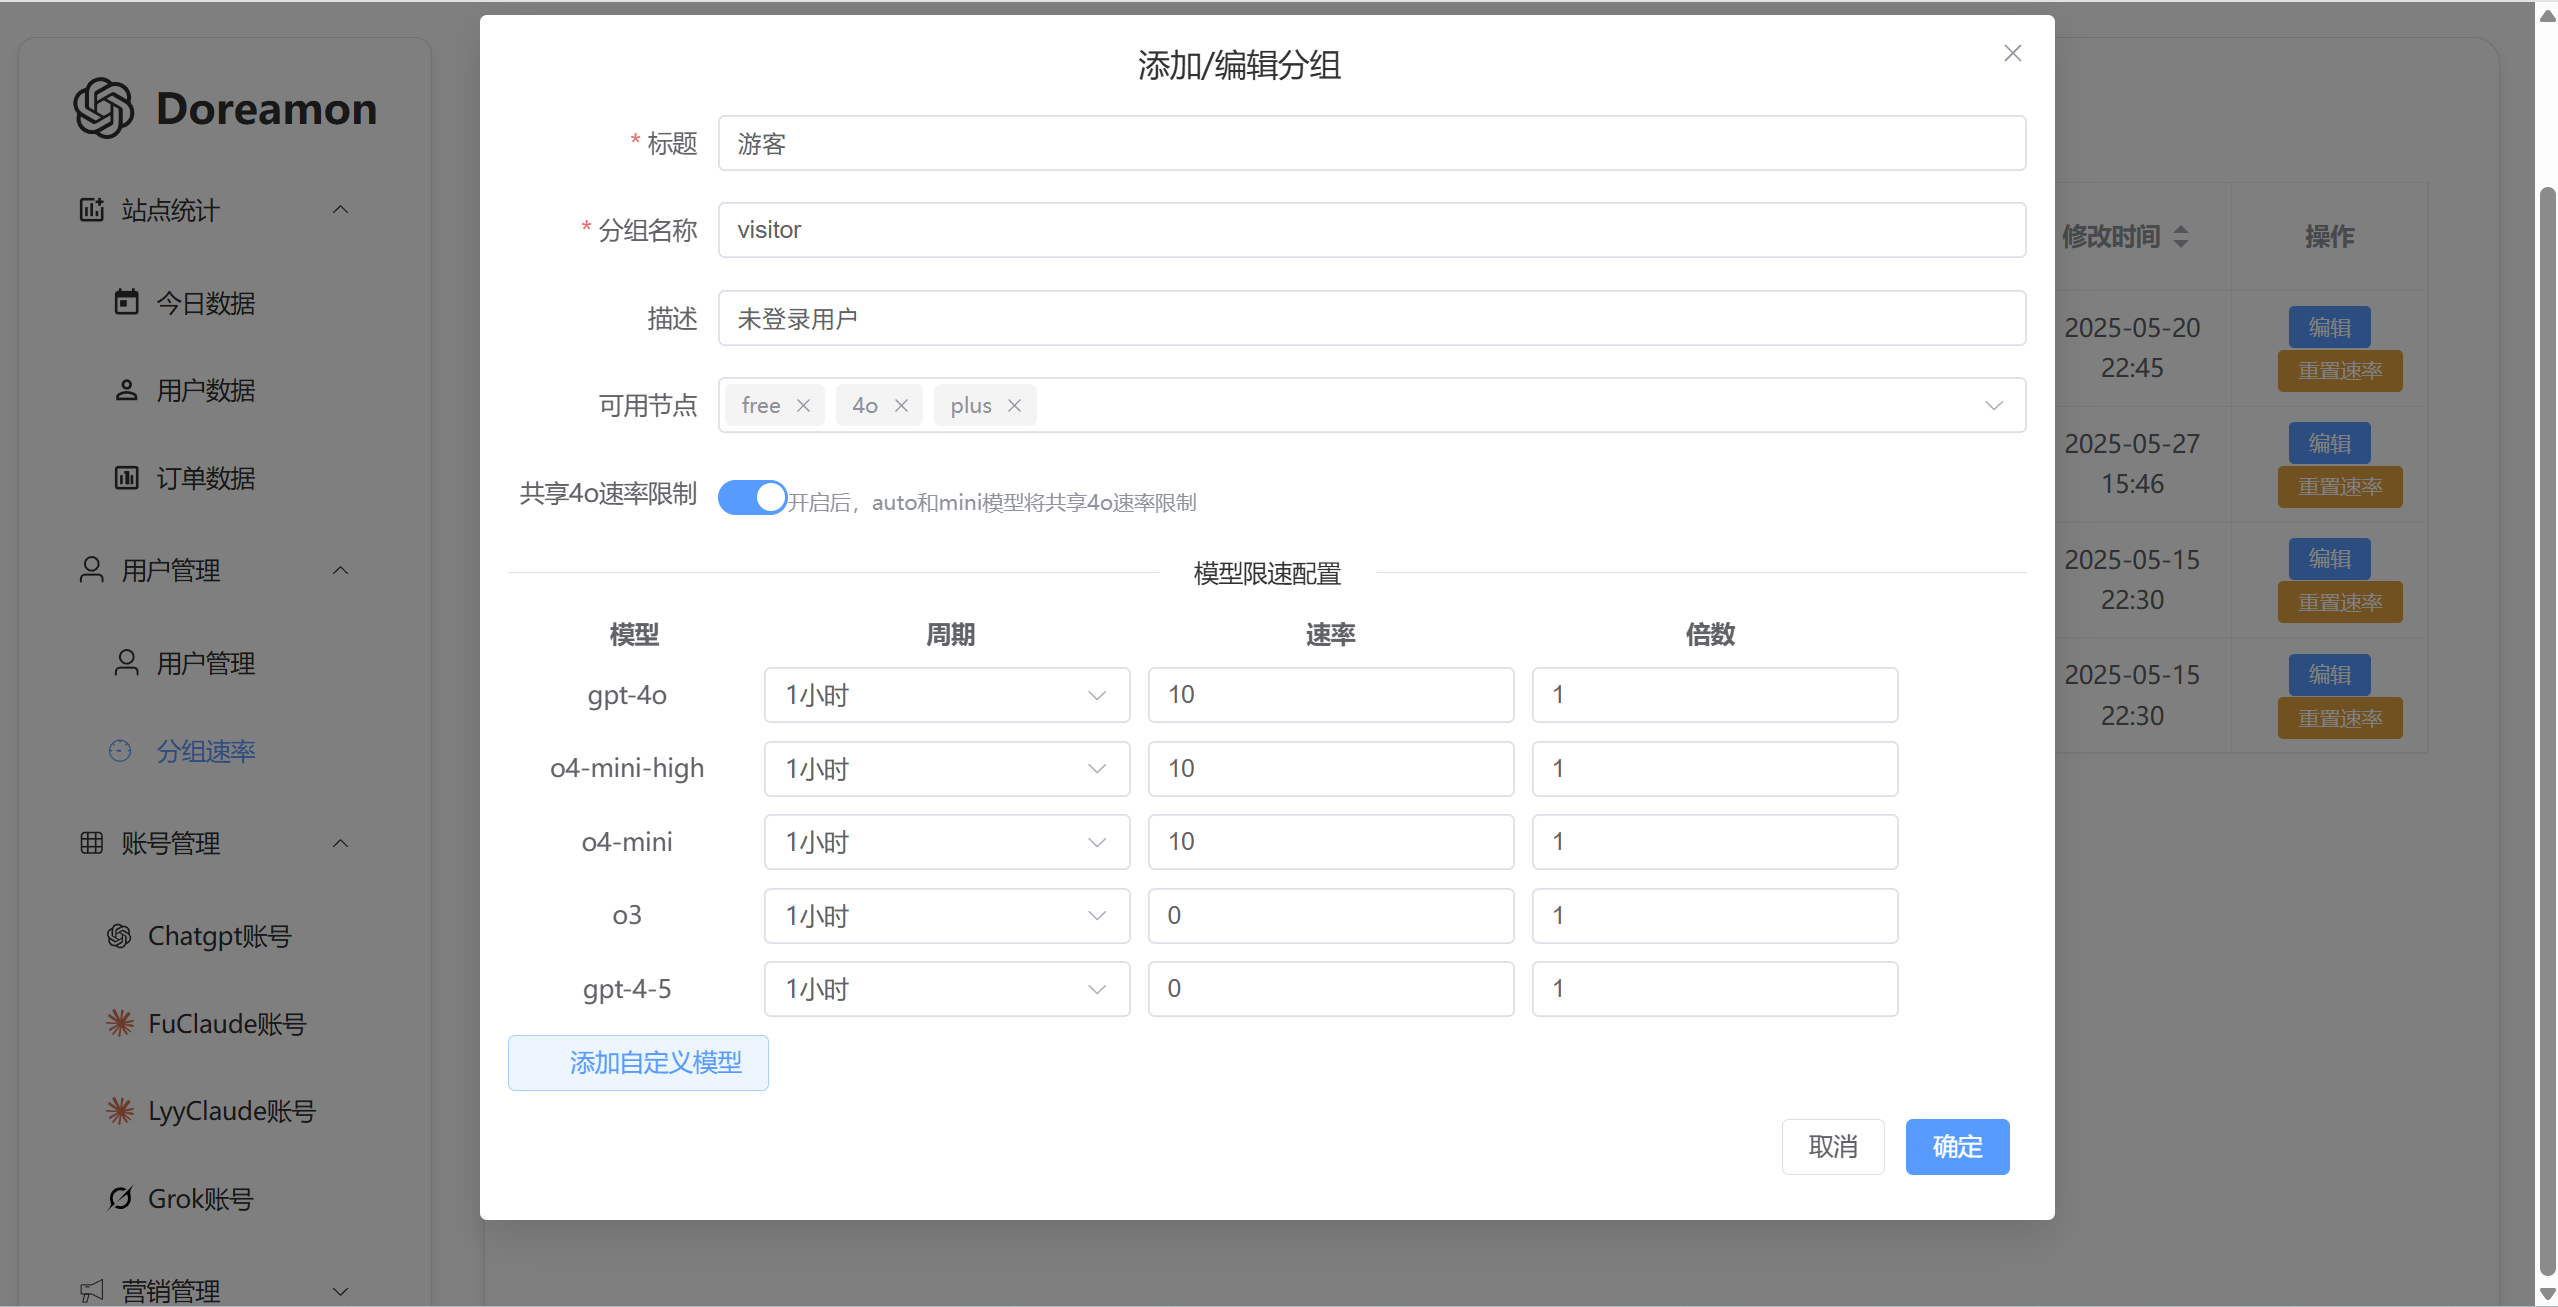 Doreamon
站点统计
今日数据
用户数据
订单数据
用户管理
用户管理
分组速率
账号管理
Chatgpt账号
FuClaude账号
LyyClaude账号
Grok账号
营销管理
添加/编辑分组
* 标题 游客
* 分组名称 visitor
描述 未登录用户
可用节点 free 4o plus
共享4o速率限制 开启后，auto和mini模型将共享4o速率限制
模型限速配置
模型 周期 速率 倍数
gpt-4o 1小时 10 1
o4-mini-high 1小时 10 1
o4-mini 1小时 10 1
o3 1小时 0 1
gpt-4-5 1小时 0 1
添加自定义模型
取消 确定
修改时间 操作
2025-05-20 22:45 编辑
重置速率
2025-05-27 15:46 编辑
重置速率
2025-05-15 22:30 编辑
重置速率
2025-05-15 22:30 编辑
重置速率